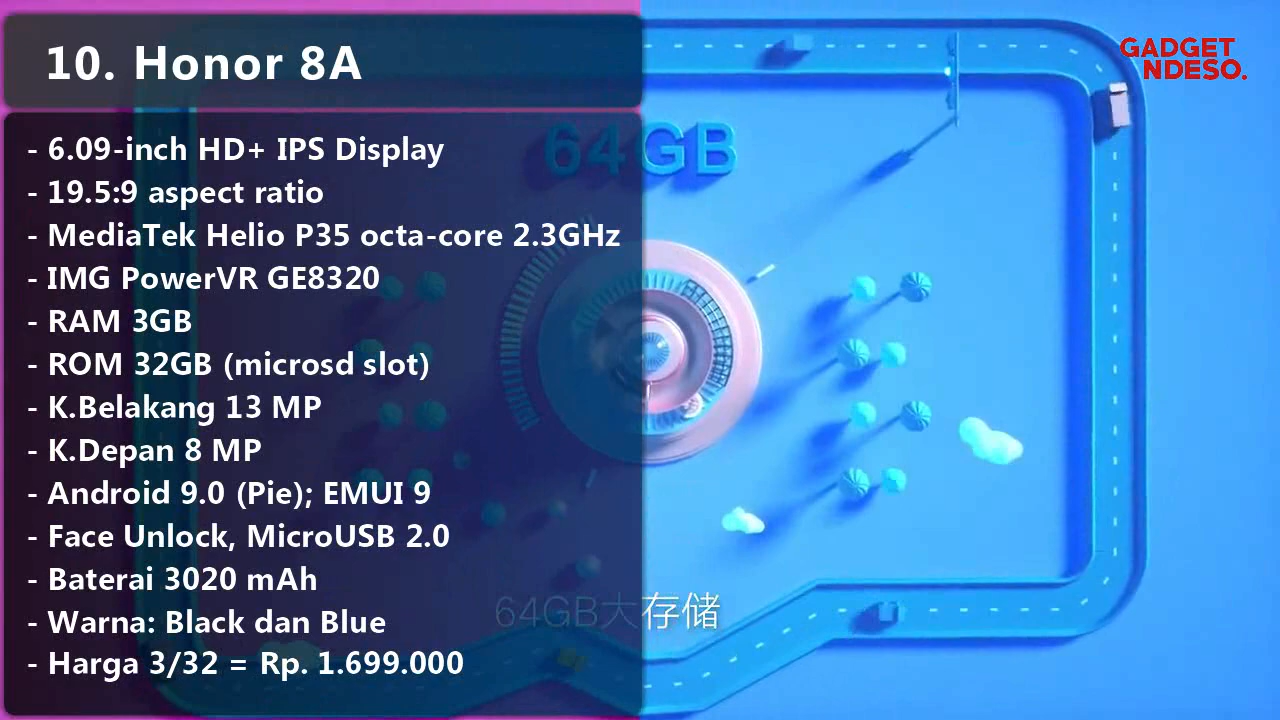 10. Honor 8A
GADGET
NDESO.
64GB
- 6.09-inch HD+ IPS Display
- 19.5:9 aspect ratio
- MediaTek Helio P35 octa-core 2.3GHz
- IMG PowerVR GE8320
- RAM 3GB
- ROM 32GB (microsd slot)
- K.Belakang 13 MP
- K.Depan 8 MP
- Android 9.0 (Pie); EMUI 9
- Face Unlock, MicroUSB 2.0
- Baterai 3020 mAh
- Warna: Black dan Blue
- Harga 3/32 = Rp. 1.699.000
64GB大存储